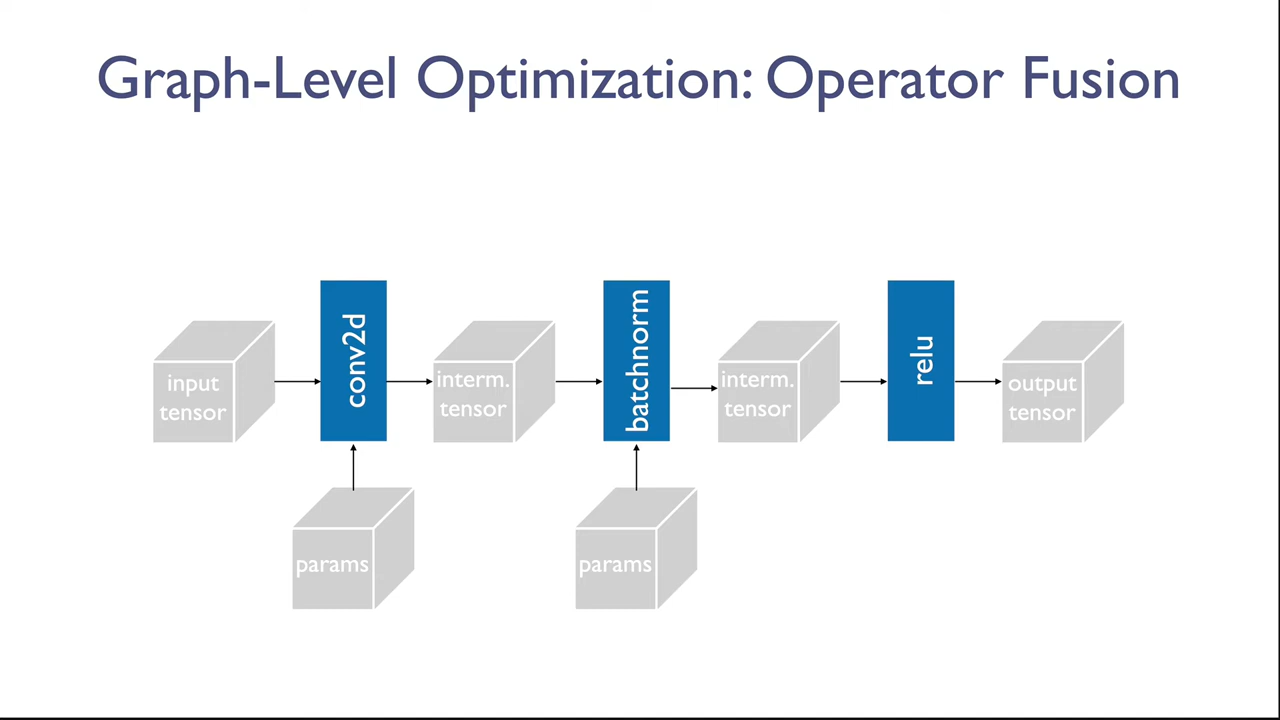 Graph-Level Optimization: Operator Fusion
input
tensor
conv2d
interm.
tensor
batchnorm
interm.
tensor
relu
output
tensor
params
params